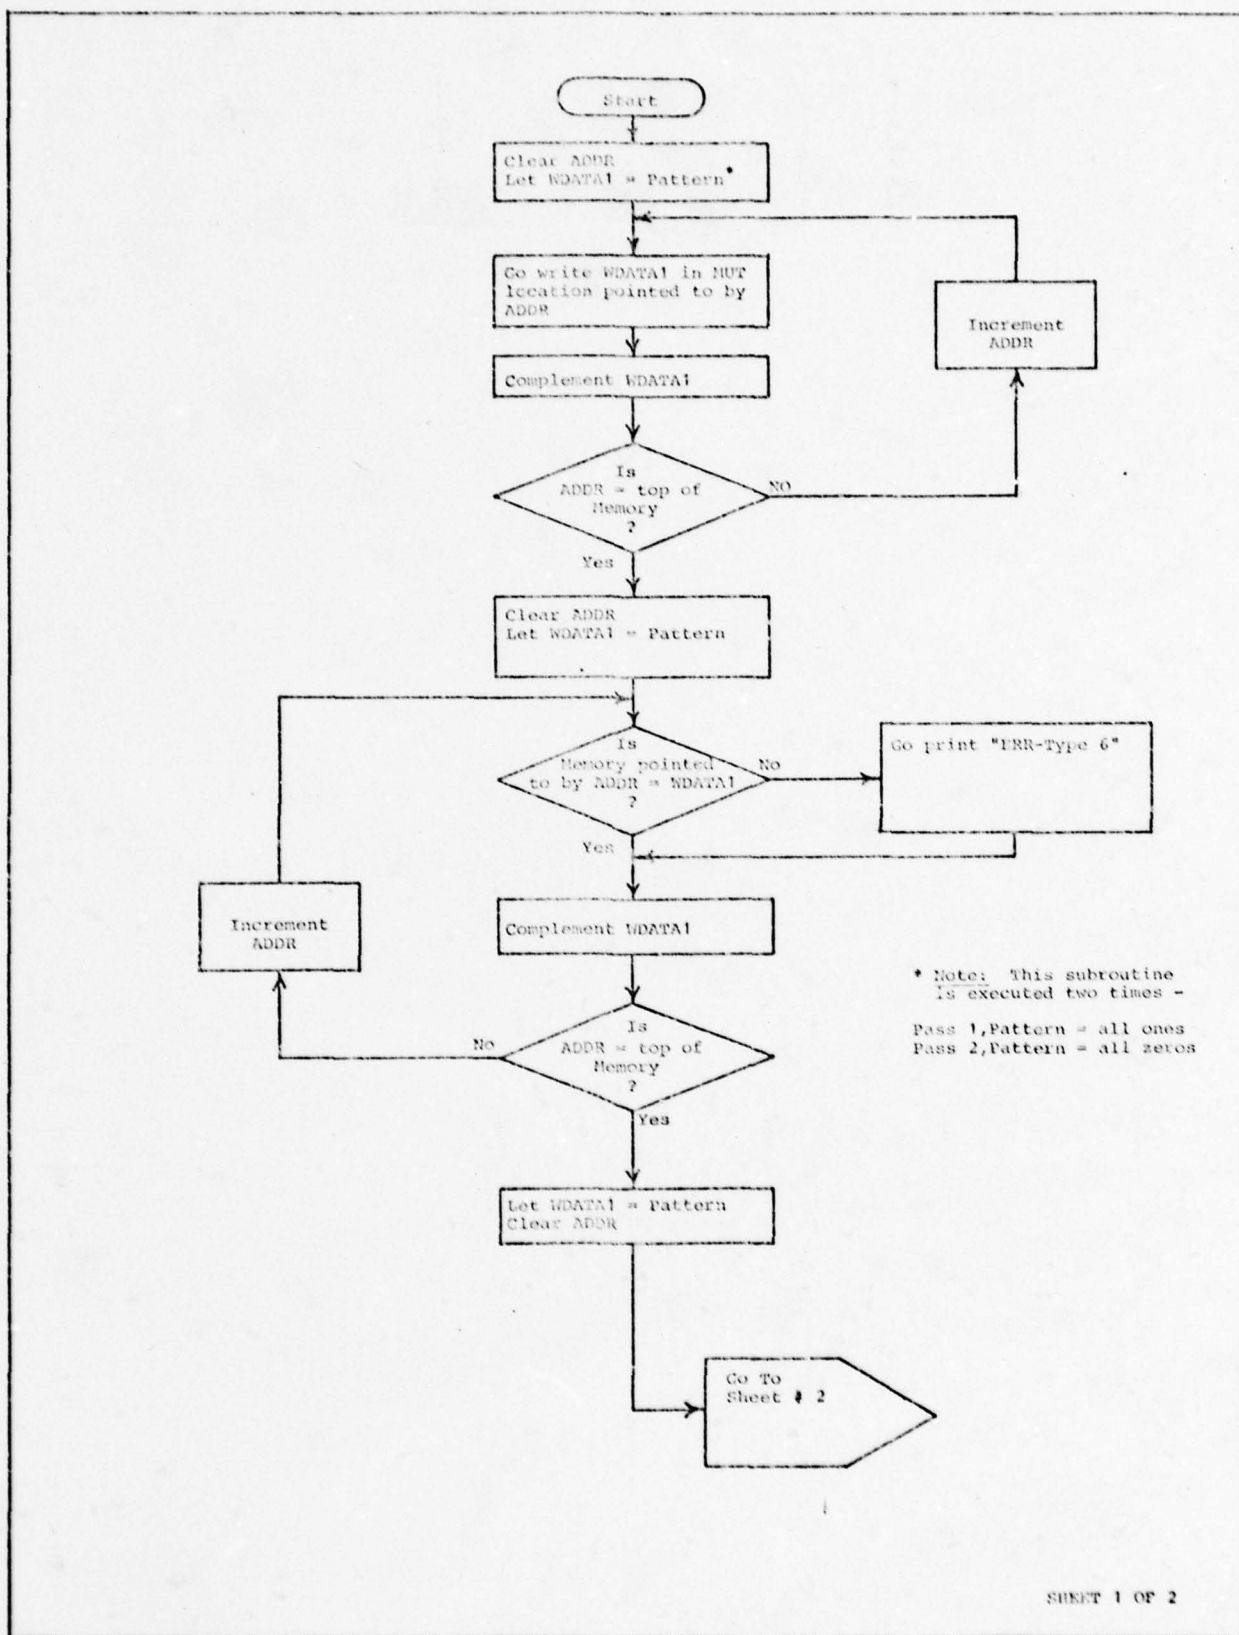 Start
Clear ADDR
Let WDATA1 = Pattern*
Go write WDATA1 in MUT
location pointed to by
ADDR
Increment
ADDR
Complement WDATA1
Is
ADDR = top of
Memory
?
NO
Yes
Clear ADDR
Let WDATA1 = Pattern
Is
Memory pointed
to by ADDR = WDATA1
?
No
Go print "ERR-Type 6"
Yes
Increment
ADDR
Complement WDATA1
* Note: This subroutine
Is executed two times -
Pass 1,Pattern = all ones
Pass 2,Pattern = all zeros
No
Is
ADDR = top of
Memory
?
Yes
Let WDATA1 = Pattern
Clear ADDR
Go To
Sheet # 2
SHEET 1 OF 2